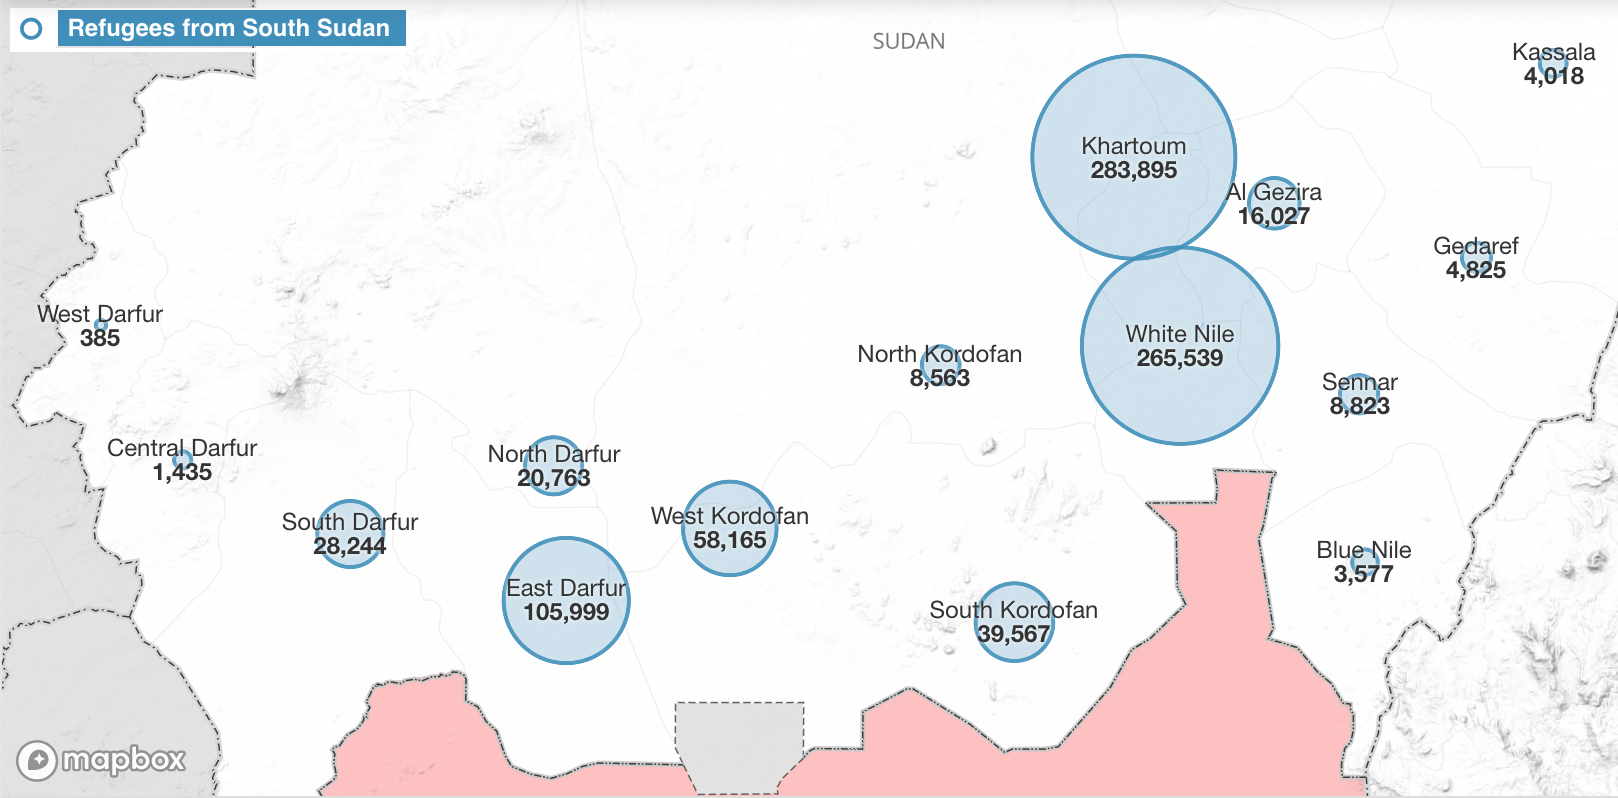 Refugees from South Sudan
SUDAN
Kassala
4,018
Khartoum
283,895
Al Gezira
16,027
Gedaref
4,825
West Darfur
385
White Nile
265,539
North Kordofan
8,563
Sennar
8,823
Central Darfur
1,435
North Darfur
20,763
South Darfur
28,244
West Kordofan
58,165
Blue Nile
3,577
East Darfur
105,999
South Kordofan
39,567
mapbox